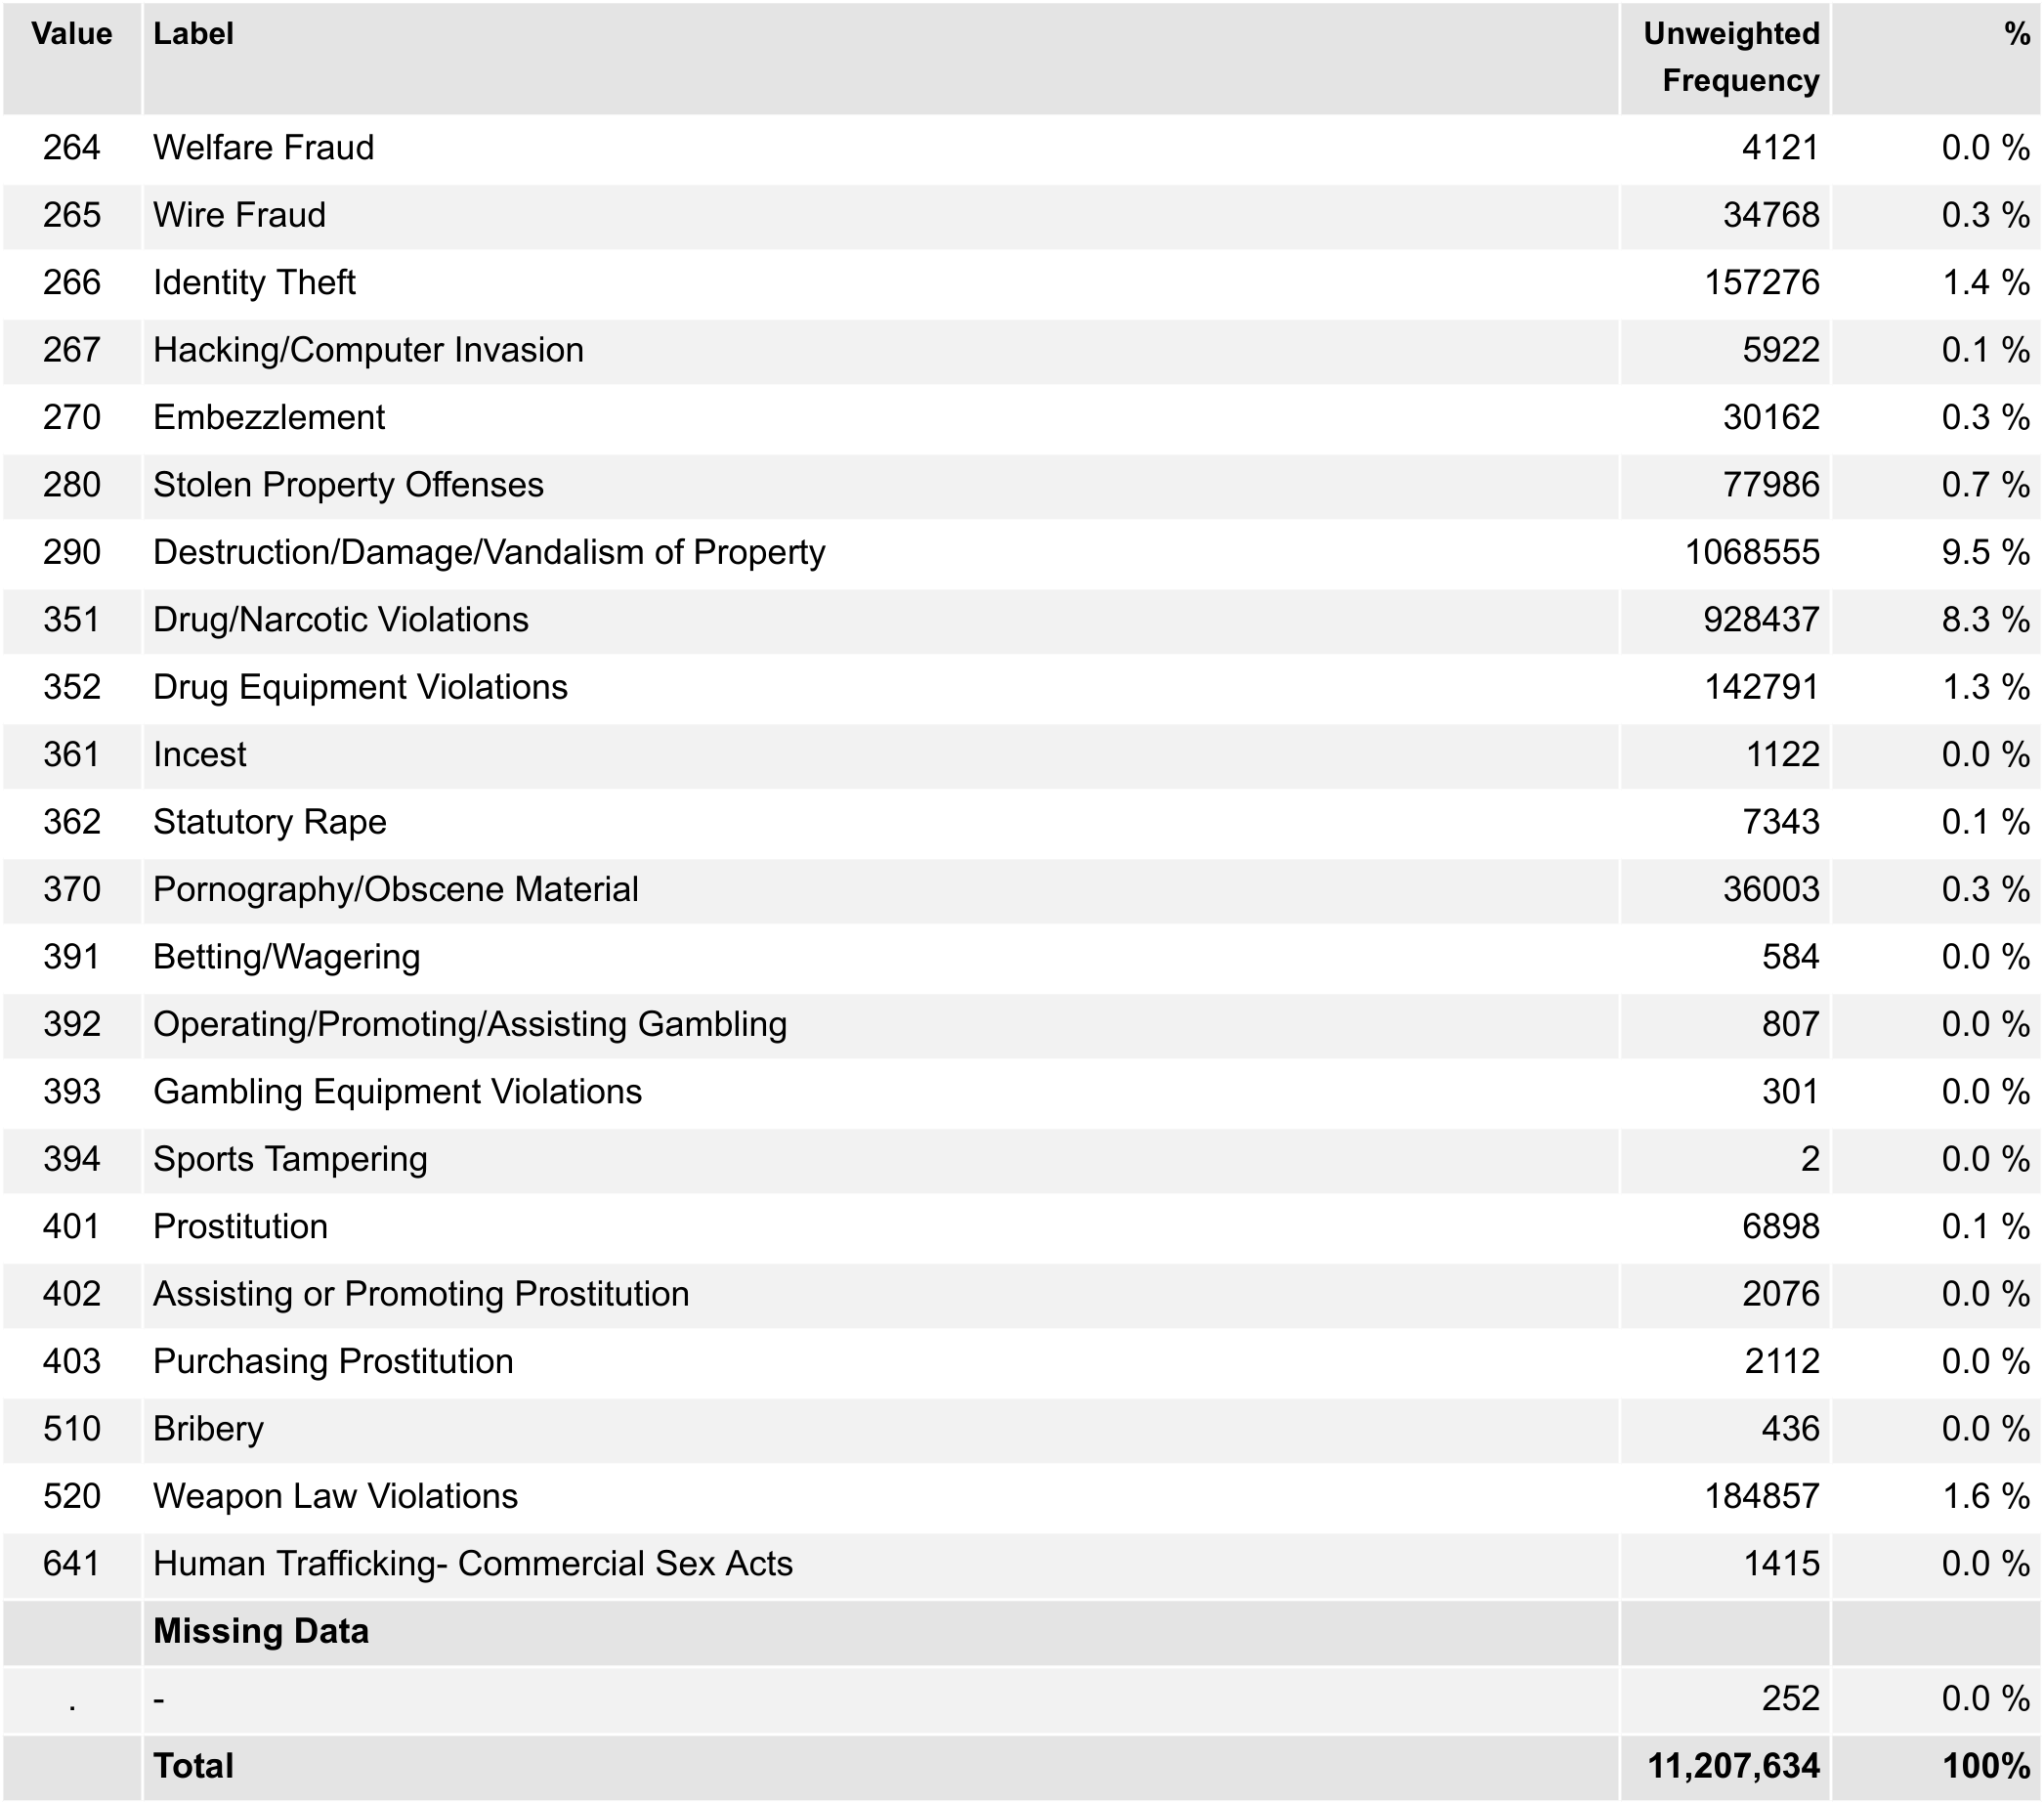 Value Label Unweighted Frequency %
264 Welfare Fraud 4121 0.0 %
265 Wire Fraud 34768 0.3 %
266 Identity Theft 157276 1.4 %
267 Hacking/Computer Invasion 5922 0.1 %
270 Embezzlement 30162 0.3 %
280 Stolen Property Offenses 77986 0.7 %
290 Destruction/Damage/Vandalism of Property 1068555 9.5 %
351 Drug/Narcotic Violations 928437 8.3 %
352 Drug Equipment Violations 142791 1.3 %
361 Incest 1122 0.0 %
362 Statutory Rape 7343 0.1 %
370 Pornography/Obscene Material 36003 0.3 %
391 Betting/Wagering 584 0.0 %
392 Operating/Promoting/Assisting Gambling 807 0.0 %
393 Gambling Equipment Violations 301 0.0 %
394 Sports Tampering 2 0.0 %
401 Prostitution 6898 0.1 %
402 Assisting or Promoting Prostitution 2076 0.0 %
403 Purchasing Prostitution 2112 0.0 %
510 Bribery 436 0.0 %
520 Weapon Law Violations 184857 1.6 %
641 Human Trafficking- Commercial Sex Acts 1415 0.0 %
Missing Data
. - 252 0.0 %
Total 11,207,634 100%